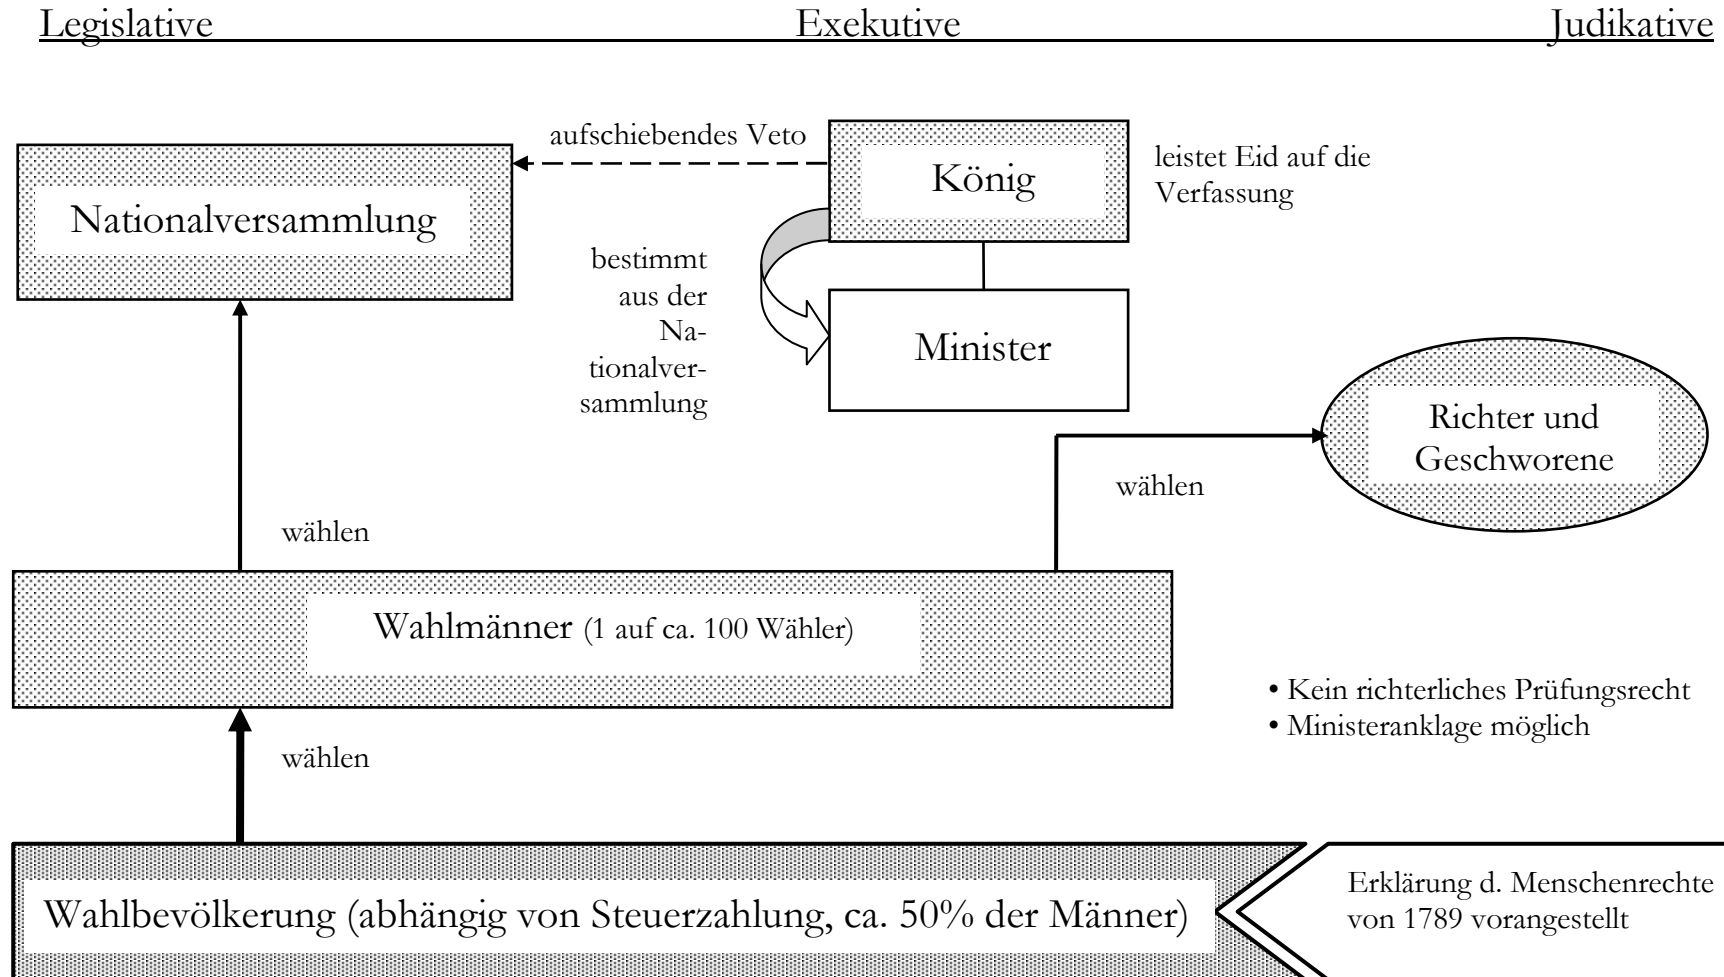 Legislative Exekutive Judikative
aufschiebendes Veto
Nationalversammlung
König
leistet Eid auf die
Verfassung
bestimmt
aus der
Na-
tionalver-
sammlung
Minister
Richter und
Geschworene
wählen
wählen
Wahlmänner (1 auf ca. 100 Wähler)
• Kein richterliches Prüfungsrecht
• Ministeranklage möglich
wählen
Wahlbevölkerung (abhängig von Steuerzahlung, ca. 50% der Männer)
Erklärung d. Menschenrechte
von 1789 vorangestellt